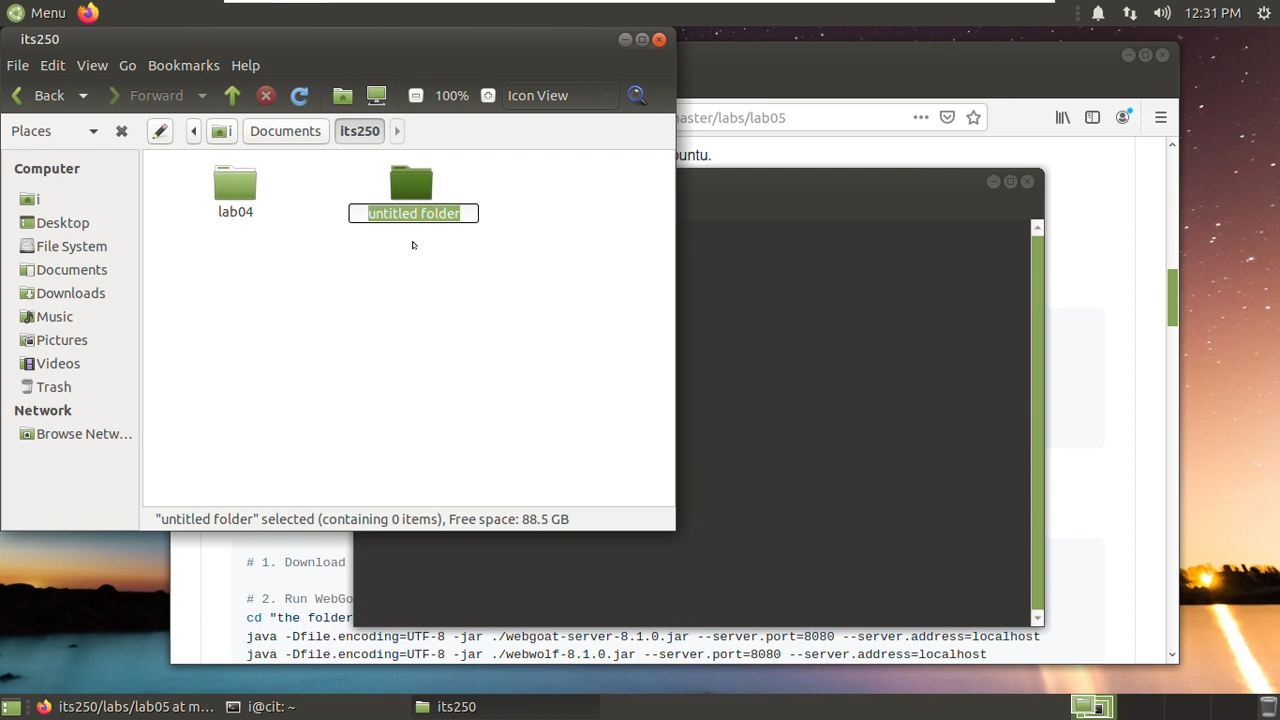 Menu
12:31 PM
its250
File Edit View Go Bookmarks Help
Back Forward 100% Icon View
Places i Documents its250
Computer
i
Desktop
File System
Documents
Downloads
Music
Pictures
Videos
Trash
Network
Browse Netw...
lab04
untitled folder
"untitled folder" selected (containing 0 items), Free space: 88.5 GB
naster/labs/lab05
buntu.
# 1. Download
# 2. Run WebGo
cd "the folder
java -Dfile.encoding=UTF-8 -jar ./webgoat-server-8.1.0.jar --server.port=8080 --server.address=localhost
java -Dfile.encoding=UTF-8 -jar ./webwolf-8.1.0.jar --server.port=8080 --server.address=localhost
its250/labs/lab05 at m... i@cit: ~ its250